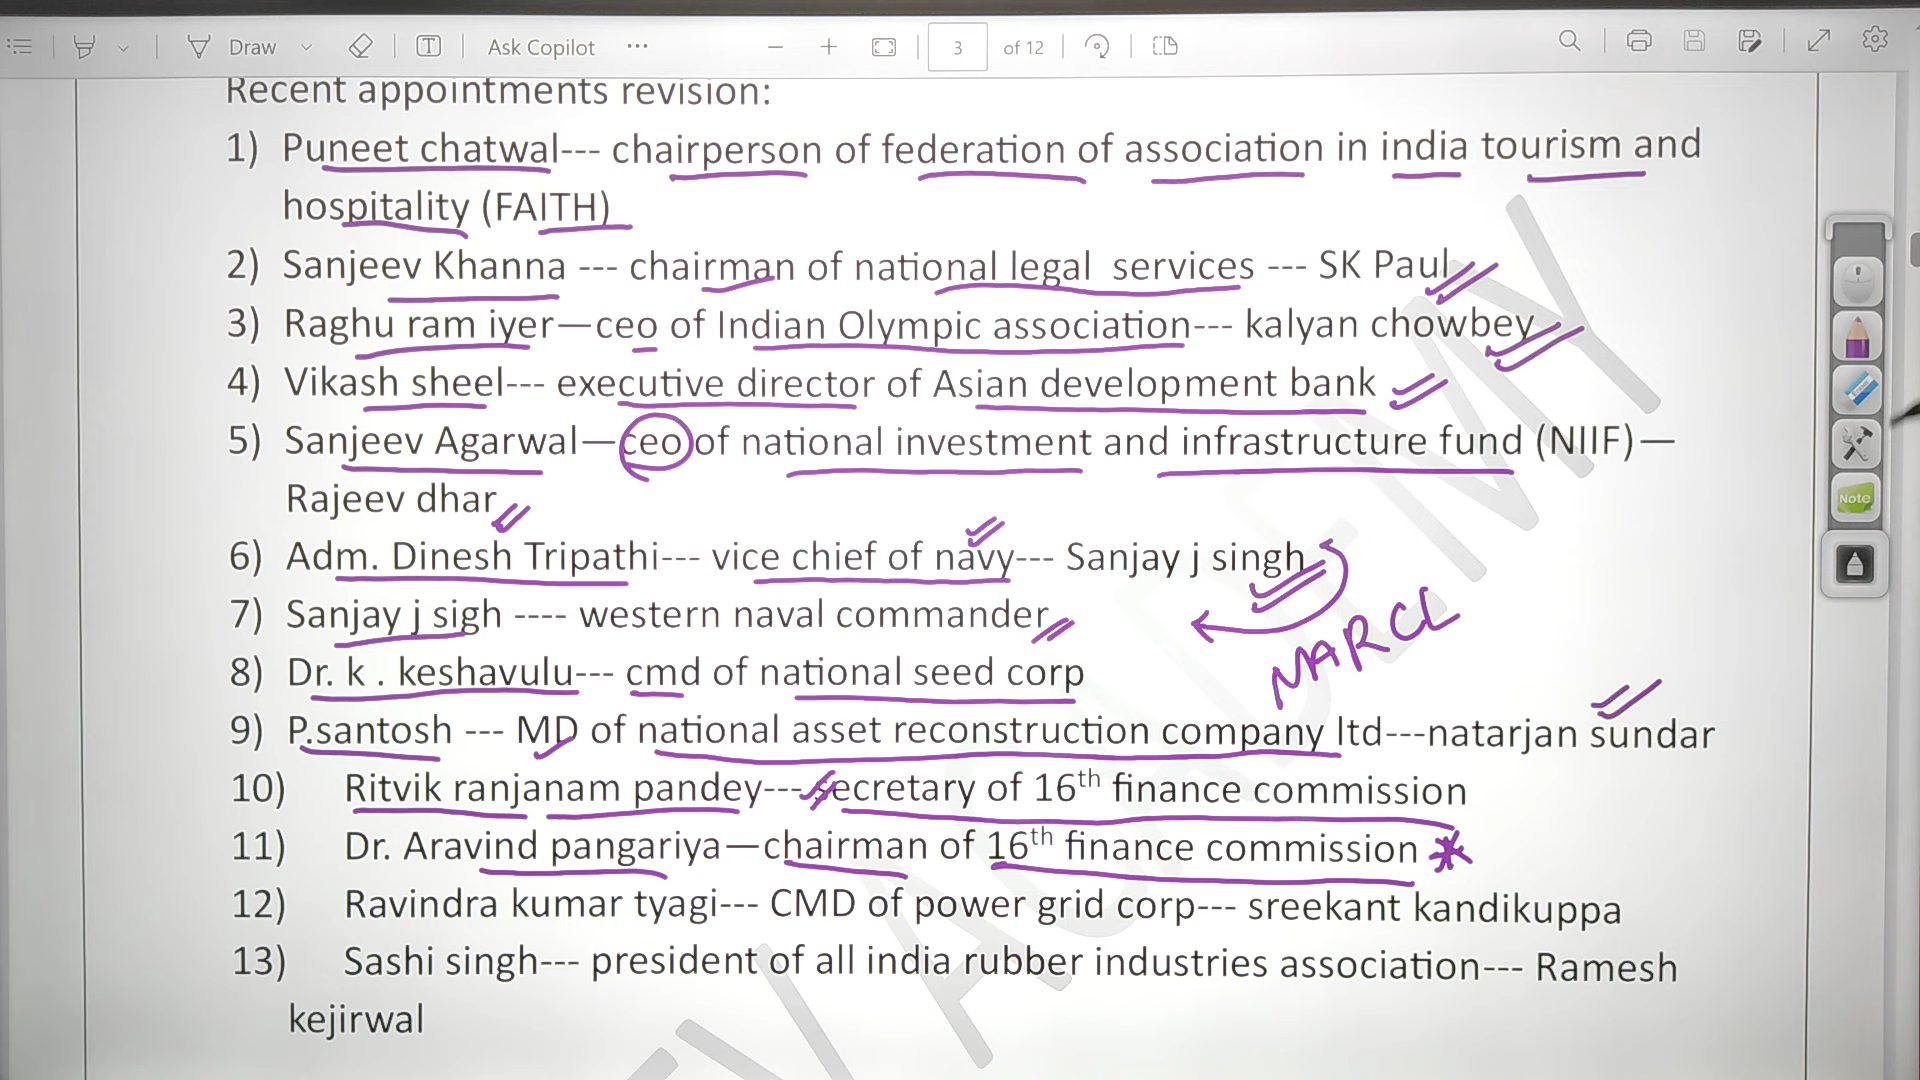 Draw
Ask Copilot
3 of 12
Recent appointments revision:
1) Puneet chatwal--- chairperson of federation of association in india tourism and
hospitality (FAITH)
2) Sanjeev Khanna --- chairman of national legal services --- SK Paul
3) Raghu ram iyer—ceo of Indian Olympic association--- kalyan chowbey
4) Vikash sheel--- executive director of Asian development bank
5) Sanjeev Agarwal—ceo of national investment and infrastructure fund (NIIF)—
Rajeev dhar
6) Adm. Dinesh Tripathi--- vice chief of navy--- Sanjay j singh
7) Sanjay j sigh ---- western naval commander
NARCL
8) Dr. k . keshavulu--- cmd of national seed corp
9) P.santosh --- MD of national asset reconstruction company ltd---natarjan sundar
10) Ritvik ranjanam pandey---secretary of 16th finance commission
11) Dr. Aravind pangariya—chairman of 16th finance commission
12) Ravindra kumar tyagi--- CMD of power grid corp--- sreekant kandikuppa
13) Sashi singh--- president of all india rubber industries association--- Ramesh
kejirwal
Note